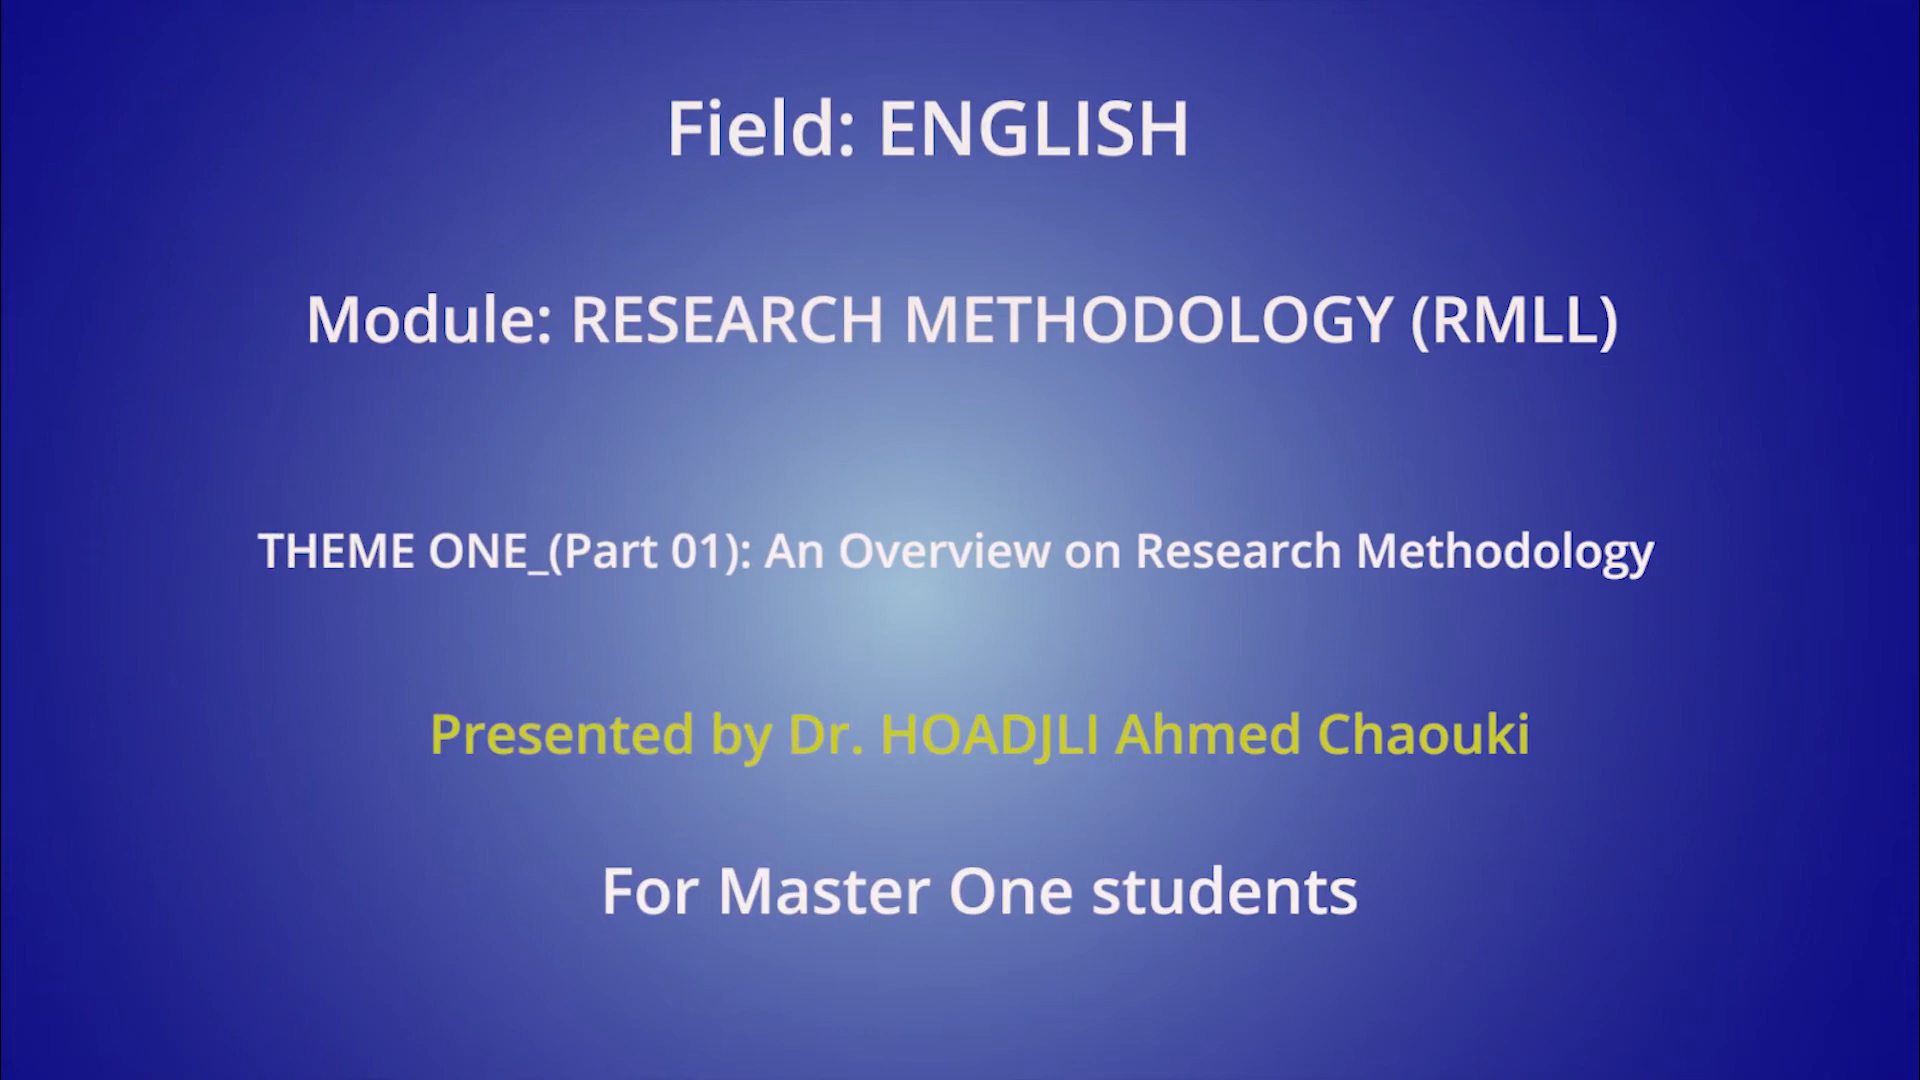 Field: ENGLISH
Module: RESEARCH METHODOLOGY (RMLL)
THEME ONE_(Part 01): An Overview on Research Methodology
Presented by Dr. HOADJLI Ahmed Chaouki
For Master One students